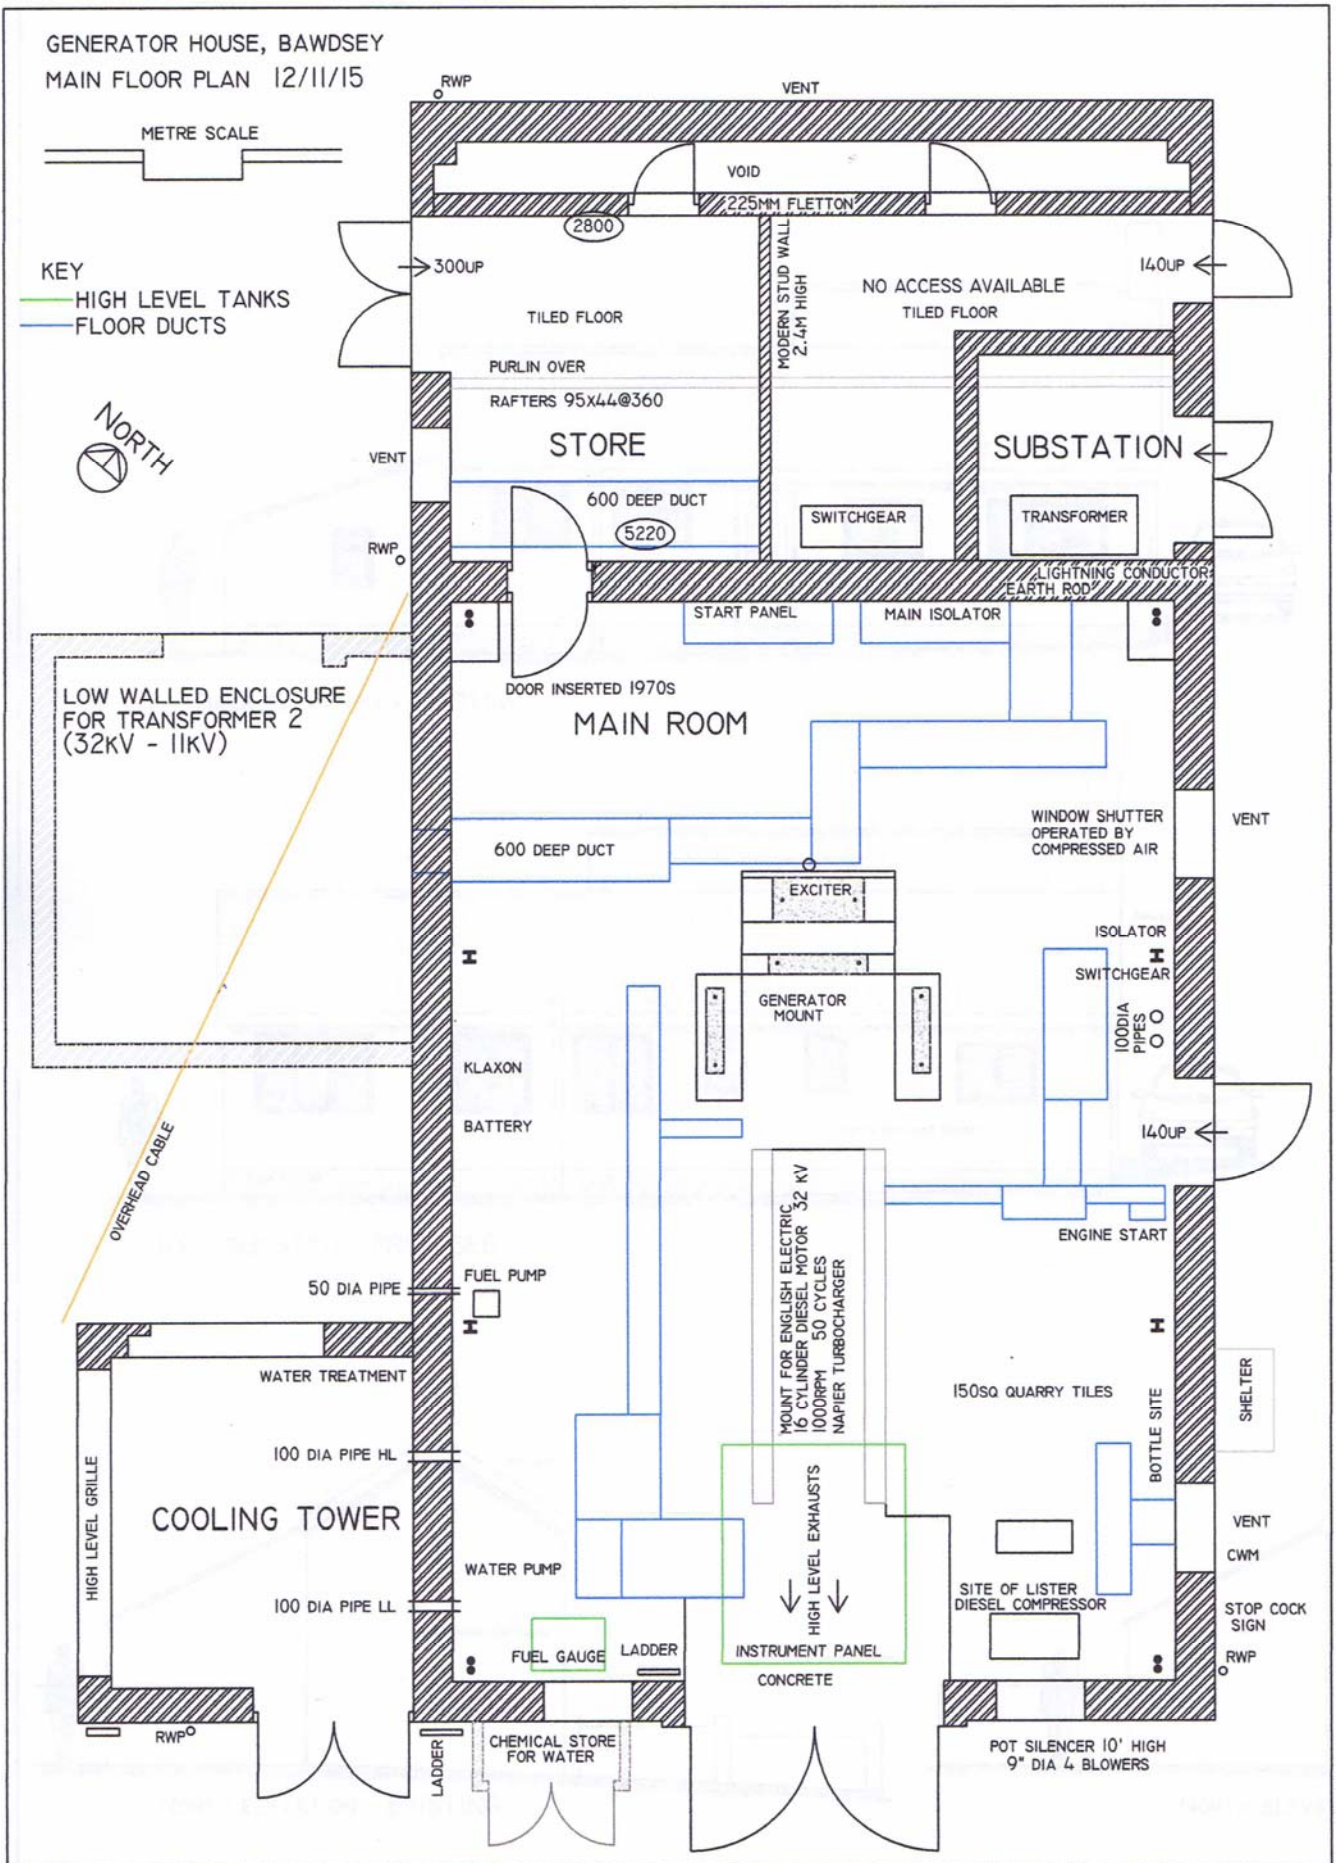 GENERATOR HOUSE, BAWDSEY
MAIN FLOOR PLAN 12/11/15
RWP
VENT
METRE SCALE
VOID
225MM FLETTON
2800
KEY
HIGH LEVEL TANKS
FLOOR DUCTS
300UP
140UP
MODERN STUD WALL
2.4M HIGH
NO ACCESS AVAILABLE
TILED FLOOR
TILED FLOOR
PURLIN OVER
RAFTERS 95x44@360
NORTH
STORE
SUBSTATION
VENT
600 DEEP DUCT
5220
SWITCHGEAR
TRANSFORMER
RWP
LIGHTNING CONDUCTOR
EARTH ROD
START PANEL
MAIN ISOLATOR
DOOR INSERTED 1970S
LOW WALLED ENCLOSURE
FOR TRANSFORMER 2
(32KV - 11KV)
MAIN ROOM
WINDOW SHUTTER
OPERATED BY
COMPRESSED AIR
VENT
600 DEEP DUCT
EXCITER
ISOLATOR
SWITCHGEAR
GENERATOR
MOUNT
100DIA
PIPES
KLAXON
BATTERY
140UP
OVERHEAD CABLE
MOUNT FOR ENGLISH ELECTRIC
16 CYLINDER DIESEL MOTOR 32 KV
1000RPM 50 CYCLES
NAPIER TURBOCHARGER
ENGINE START
50 DIA PIPE
FUEL PUMP
WATER TREATMENT
150SQ QUARRY TILES
SHELTER
BOTTLE SITE
100 DIA PIPE HL
HIGH LEVEL GRILLE
COOLING TOWER
HIGH LEVEL EXHAUSTS
VENT
CWM
WATER PUMP
SITE OF LISTER
DIESEL COMPRESSOR
100 DIA PIPE LL
STOP COCK
SIGN
FUEL GAUGE
LADDER
INSTRUMENT PANEL
RWP
CONCRETE
RWP
LADDER
CHEMICAL STORE
FOR WATER
POT SILENCER 10' HIGH
9" DIA 4 BLOWERS